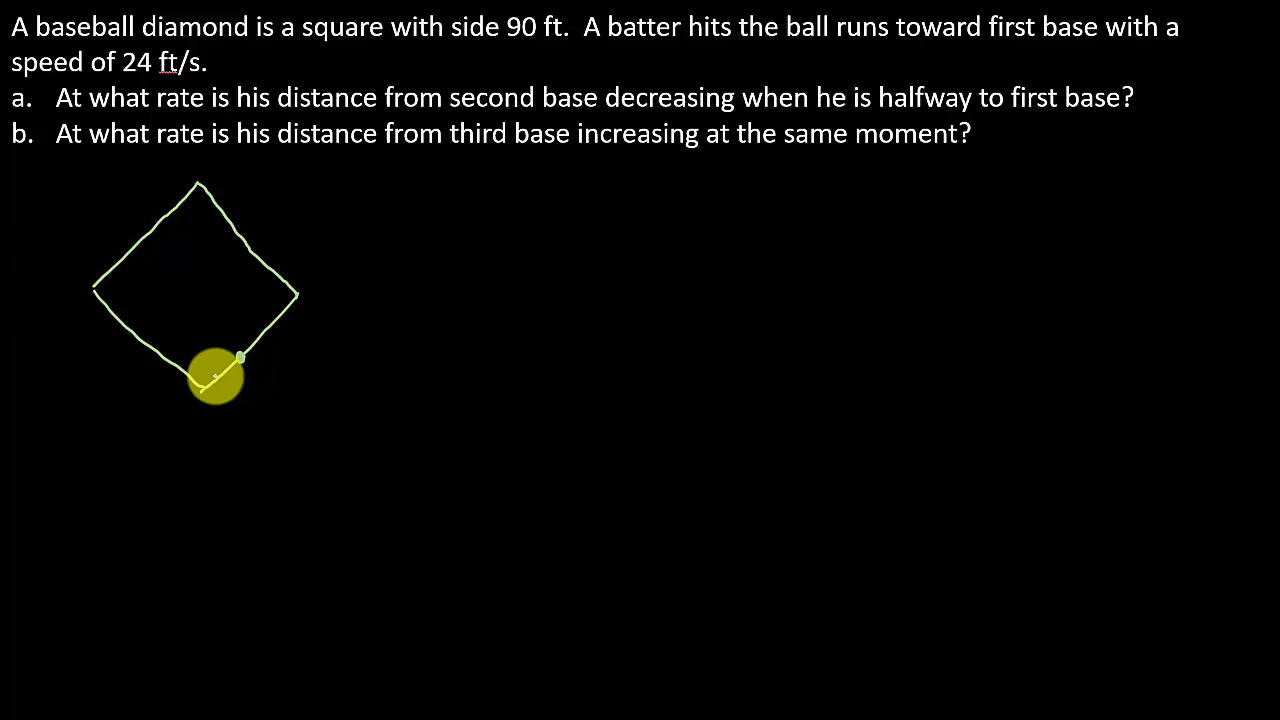 A baseball diamond is a square with side 90 ft.  A batter hits the ball runs toward first base with a
speed of 24 ft/s.
a.   At what rate is his distance from second base decreasing when he is halfway to first base?
b.   At what rate is his distance from third base increasing at the same moment?